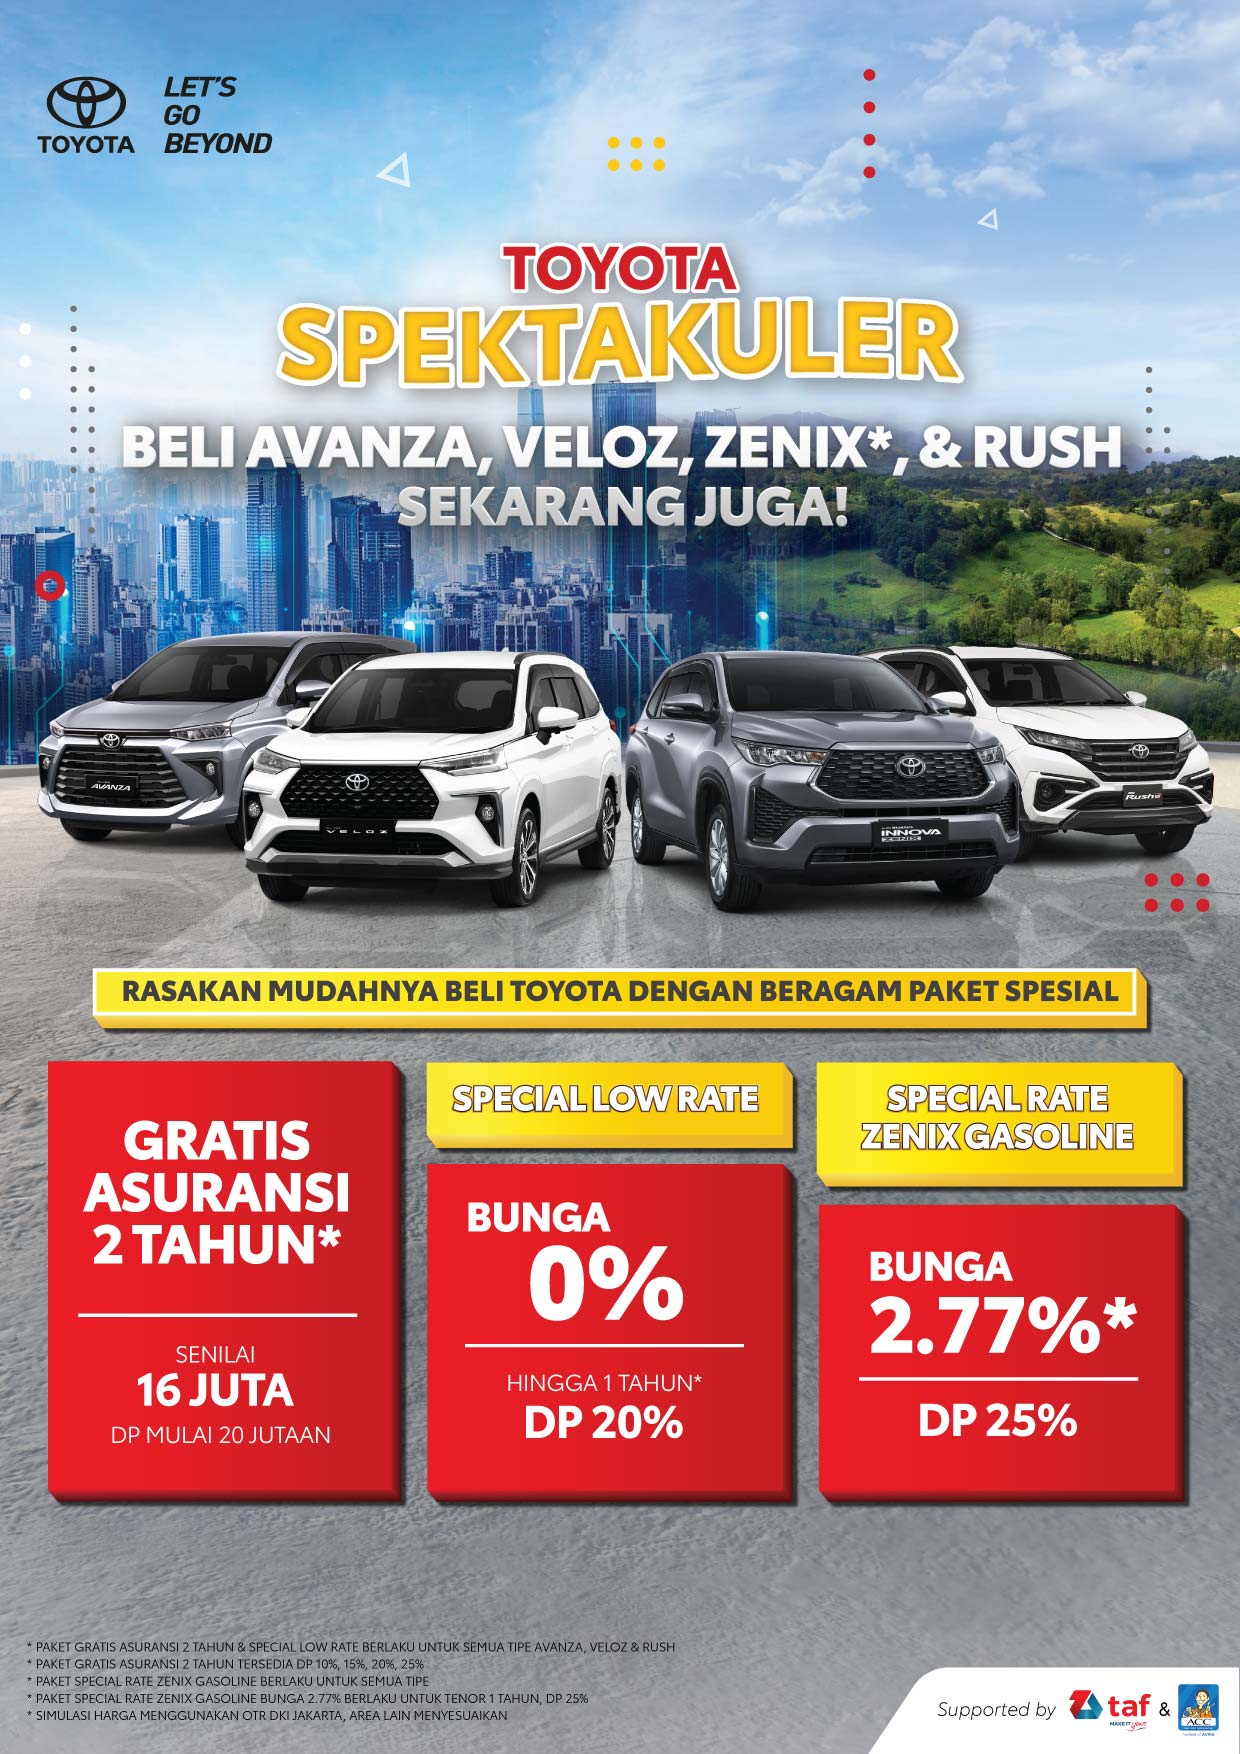 TOYOTA
LET'S
GO
BEYOND
TOYOTA
SPEKTAKULER
BELI AVANZA, VELOZ, ZENIX*, & RUSH
SEKARANG JUGA!
AVANZA
VELOZ
INNOVA
ZENIX
Rush
RASAKAN MUDAHNYA BELI TOYOTA DENGAN BERAGAM PAKET SPESIAL
GRATIS
ASURANSI
2 TAHUN*
SENILAI
16 JUTA
DP MULAI 20 JUTAAN
SPECIAL LOW RATE
BUNGA
0%
HINGGA 1 TAHUN*
DP 20%
SPECIAL RATE
ZENIX GASOLINE
BUNGA
2.77%*
DP 25%
* PAKET GRATIS ASURANSI 2 TAHUN & SPECIAL LOW RATE BERLAKU UNTUK SEMUA TIPE AVANZA, VELOZ & RUSH
* PAKET GRATIS ASURANSI 2 TAHUN TERSEDIA DP 10%, 15%, 20%, 25%
* PAKET SPECIAL RATE ZENIX GASOLINE BERLAKU UNTUK SEMUA TIPE
* PAKET SPECIAL RATE ZENIX GASOLINE BUNGA 2.77% BERLAKU UNTUK TENOR 1 TAHUN, DP 25%
* SIMULASI HARGA MENGGUNAKAN OTR DKI JAKARTA, AREA LAIN MENYESUAIKAN
Supported by taf & ACC
MAKE IT yours
member of ASTRA